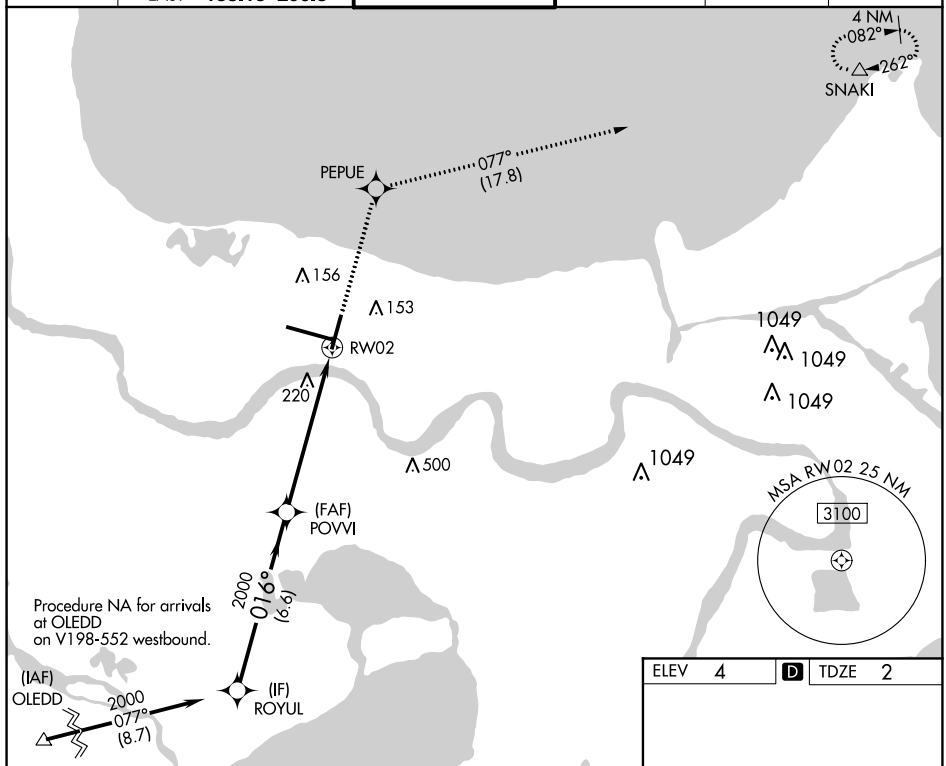 4 NM
082°
262°
SNAKI
PEPUE
077°
(17.8)
156
153
RW02
220
1049
1049
1049
500
1049
MSA RW02 25 NM
3100
(FAF)
POVVI
2000
016°
(6.6)
Procedure NA for arrivals
at OLEDD
on V198-552 westbound.
(IAF)
OLEDD
2000
077°
(8.7)
(IF)
ROYUL
ELEV 4 D TDZE 2